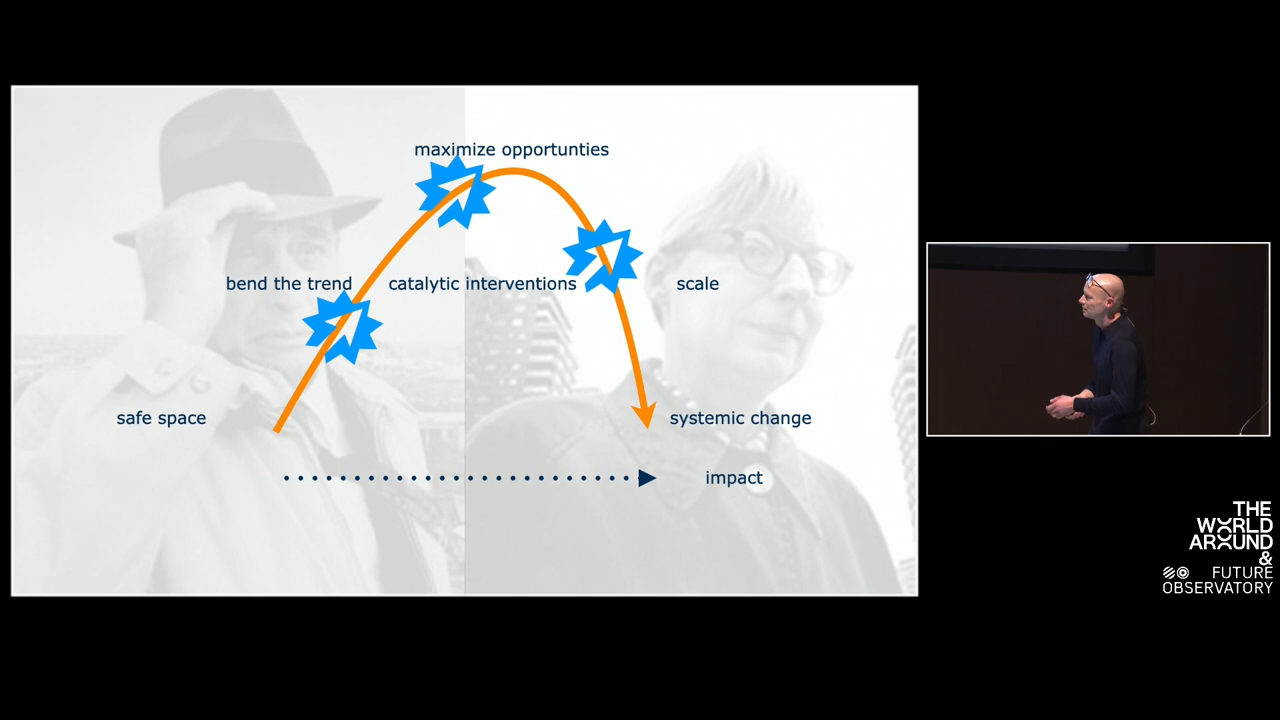 maximize opportunties
bend the trend
catalytic interventions
scale
safe space
systemic change
impact
THE
WORLD
AROUND
&
FUTURE
OBSERVATORY